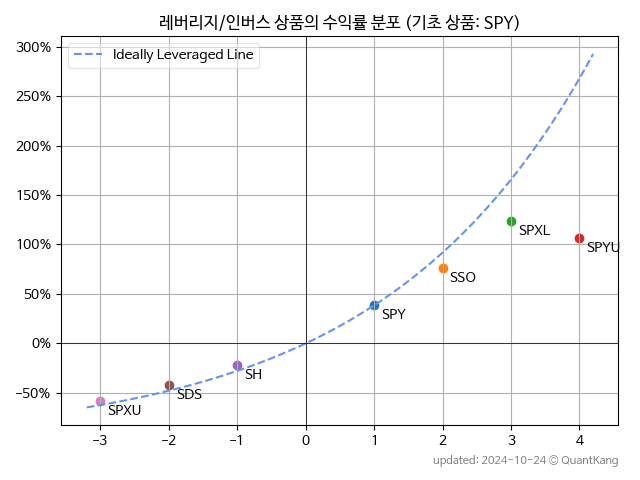 레버리지/인버스 상품의 수익률 분포 (기초 상품: SPY)
Ideally Leveraged Line
300%
250%
200%
150%
100%
50%
0%
−50%
SPXU
SDS
SH
SPY
SSO
SPXL
SPYU
−3 −2 −1 0 1 2 3 4
updated: 2024-10-24 © QuantKang